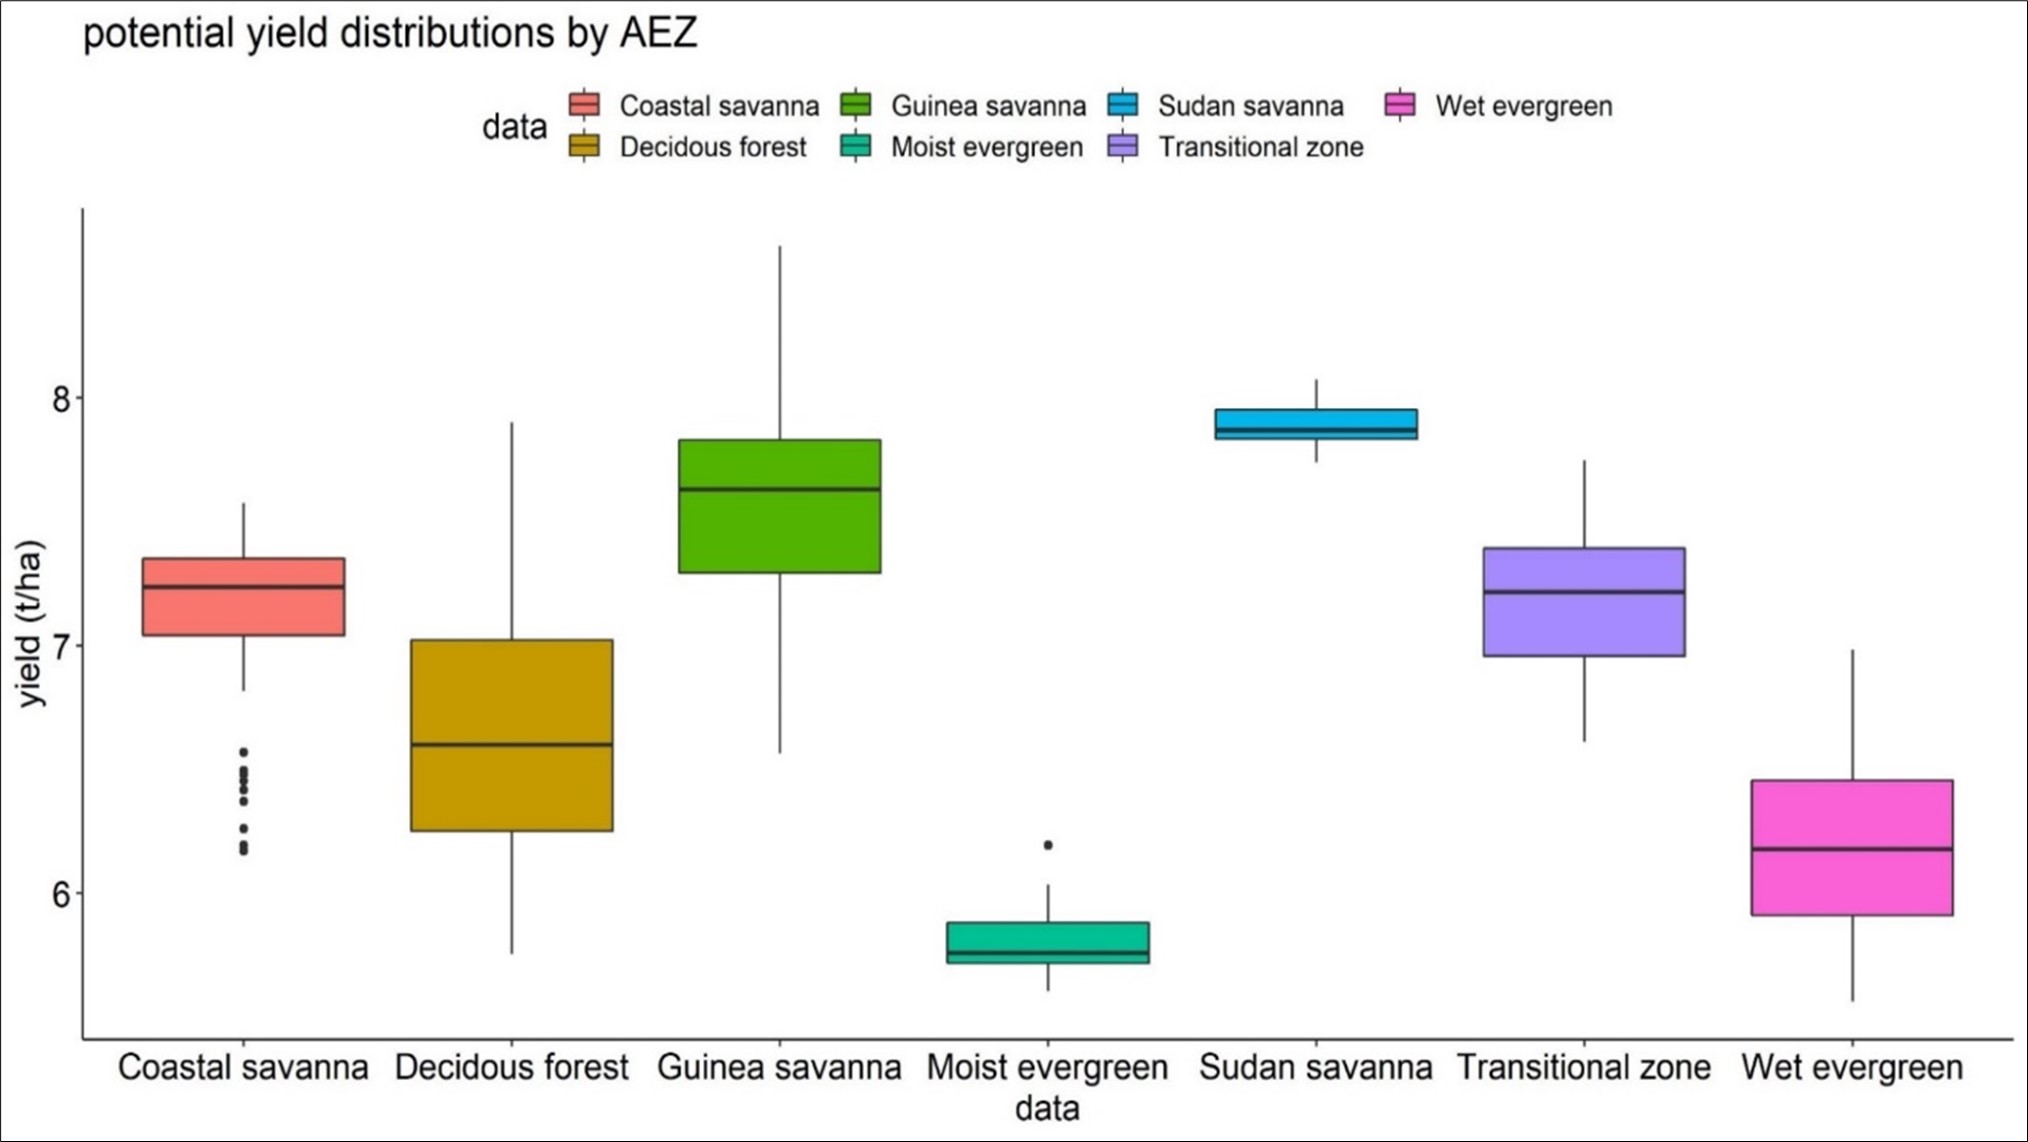 potential yield distributions by AEZ
data
Coastal savanna Guinea savanna Sudan savanna Wet evergreen
Decidous forest Moist evergreen Transitional zone
yield (t/ha)
8
7
6
Coastal savanna Decidous forest Guinea savanna Moist evergreen Sudan savanna Transitional zone Wet evergreen
data